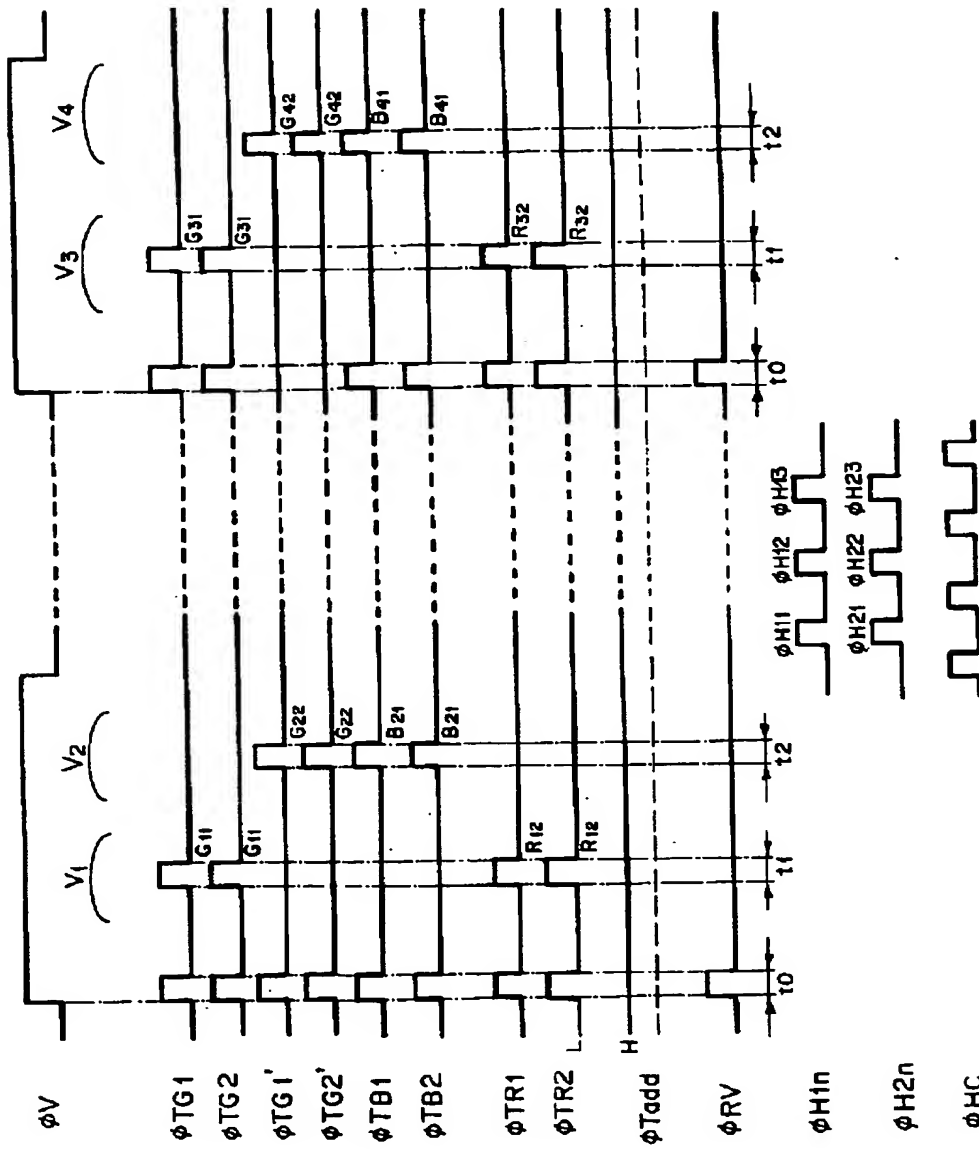 φV
V1
V2
V3
V4
φTG1
G11
G31
φTG2
G11
G31
φTG1'
G22
G42
φTG2'
G22
G42
φTB1
B21
B41
φTB2
B21
B41
φTR1
R12
R32
φTR2
L
R12
R32
H
φTadd
φRV
t0
t1
t2
t0
t1
t2
φH1n
φH11
φH12
φH13
φH2n
φH21
φH22
φH23
φHC